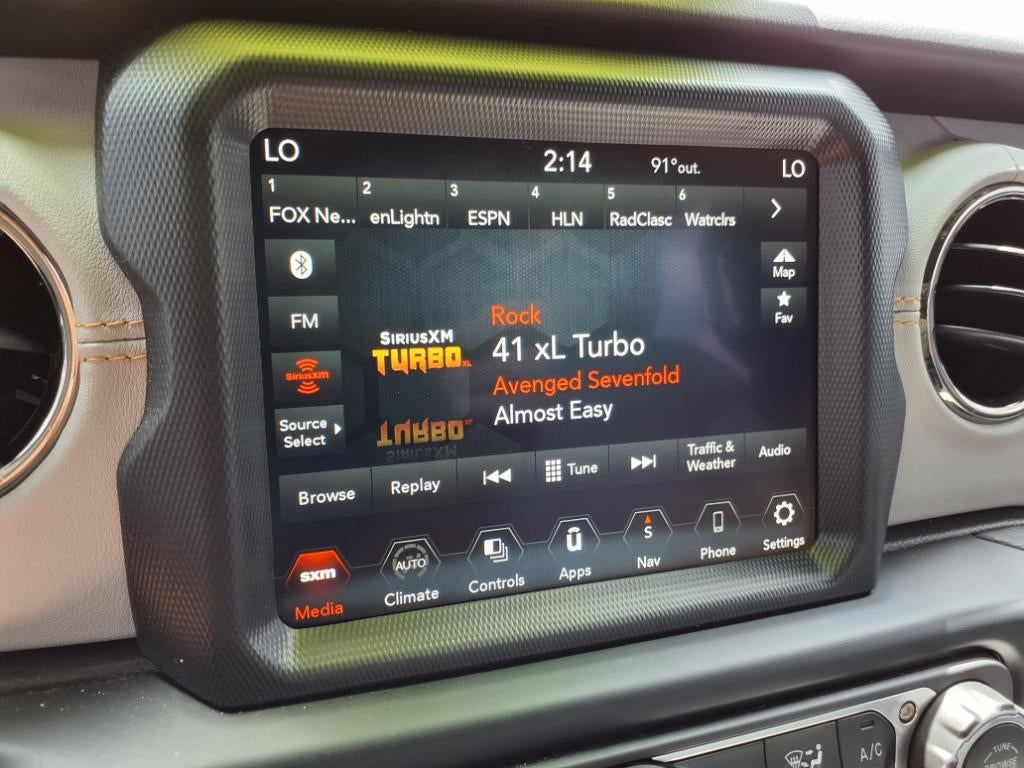 LO 2:14 91°out. LO
1 2 3 4 5 6
FOX Ne... enLightn ESPN HLN RadClasc Watrclrs
Map
FM
Fav
Rock
SIRIUSXM
41 xL Turbo
TURBO XL
SiriusXM
Avenged Sevenfold
Almost Easy
Source
Select
Browse Replay Tune Traffic &
Weather Audio
sxm AUTO ū S
Media Climate Controls Apps Nav Phone Settings
A/C
TUNE
BROWSE